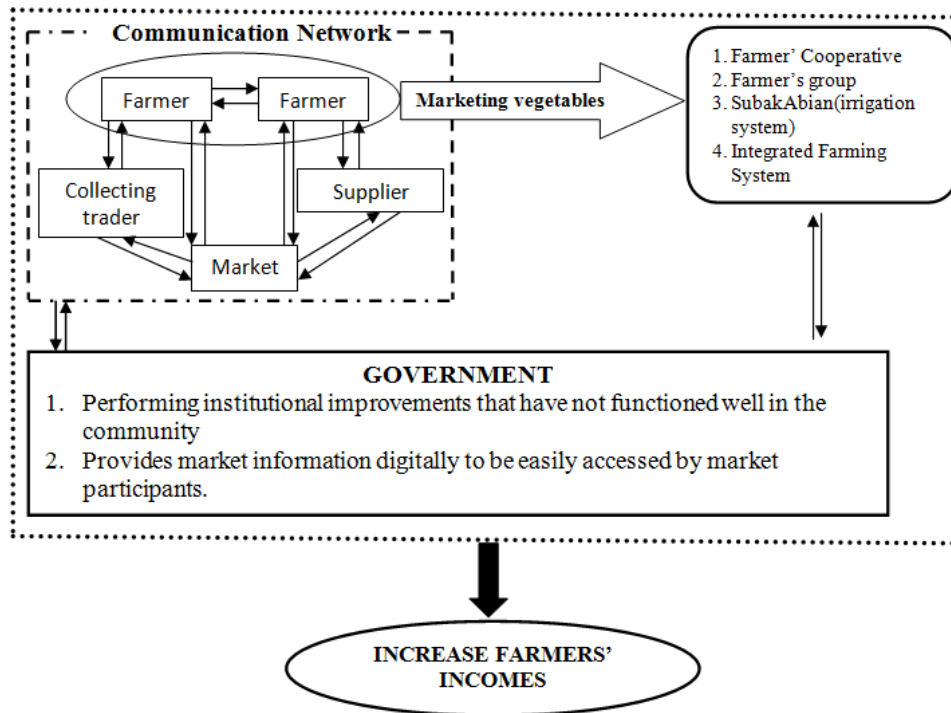 Communication Network
Farmer
Farmer
Collecting
trader
Supplier
Market
Marketing vegetables
1. Farmer' Cooperative
2. Farmer's group
3. SubakAbian(irrigation
system)
4. Integrated Farming
System
GOVERNMENT
1. Performing institutional improvements that have not functioned well in the
community
2. Provides market information digitally to be easily accessed by market
participants.
INCREASE FARMERS'
INCOMES